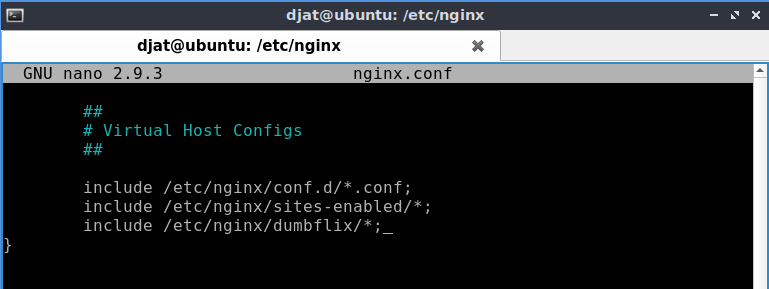 djat@ubuntu: /etc/nginx
djat@ubuntu: /etc/nginx
GNU nano 2.9.3 nginx.conf
##
# Virtual Host Configs
##
include /etc/nginx/conf.d/*.conf;
include /etc/nginx/sites-enabled/*;
include /etc/nginx/dumbflix/*;_
}